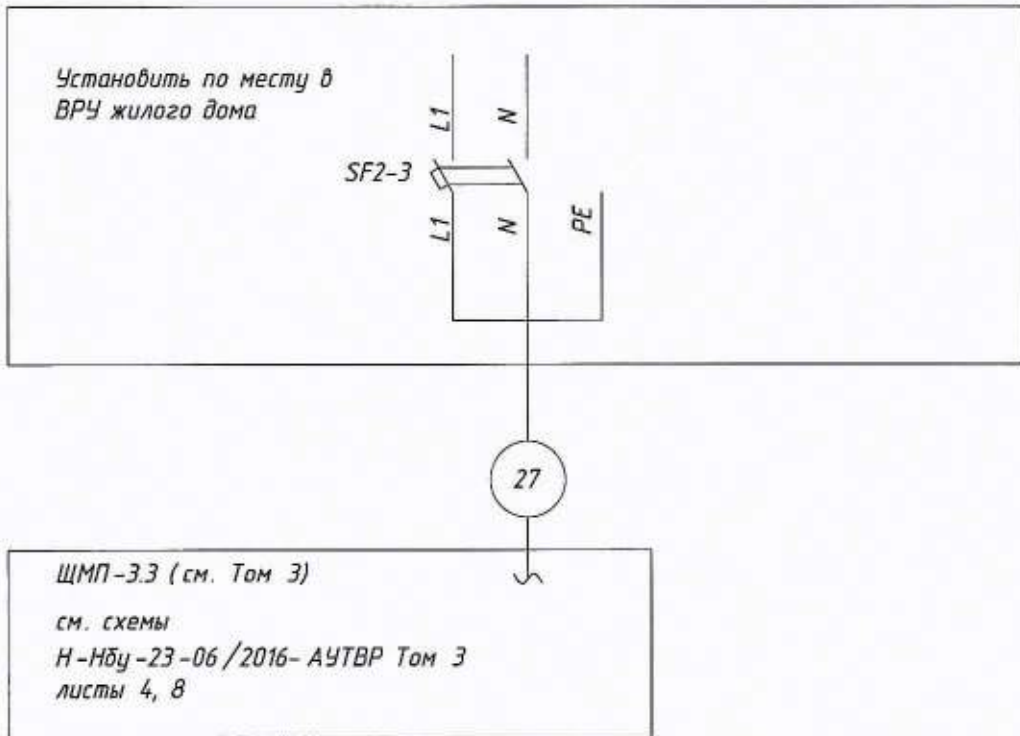 Установить по месту в
ВРУ жилого дома
L1
N
SF2-3
L1
N
PE
27
ЩМП-3.3 (см. Том 3)
см. схемы
Н-Нбу-23-06/2016-АУТВР Том 3
листы 4, 8